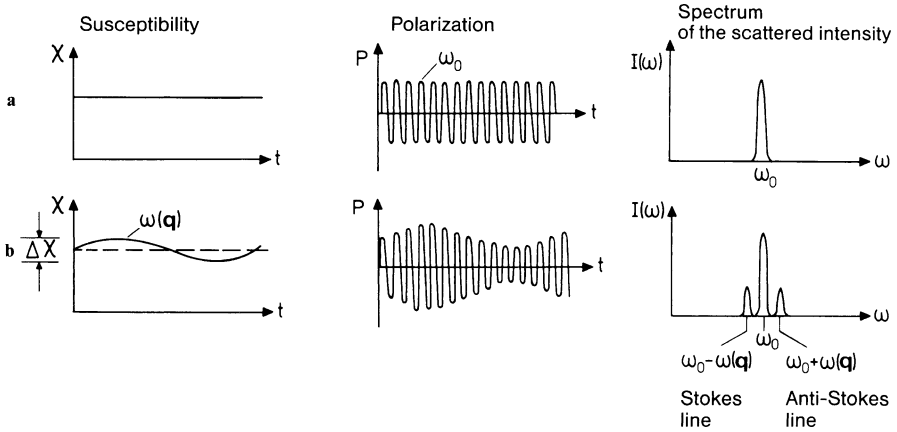 Susceptibility
Polarization
Spectrum
of the scattered intensity
a
χ
t
P
ω₀
t
I(ω)
ω₀
ω
b
χ
Δχ
ω(q)
t
P
t
I(ω)
ω
ω₀
ω₀-ω(q)
ω₀+ω(q)
Stokes
line
Anti-Stokes
line